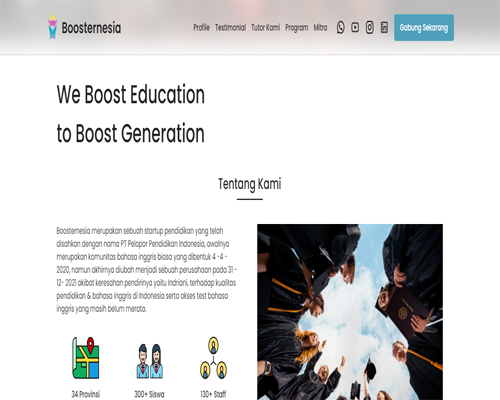 Boosternesia
Profile Testimonial Tutor Kami Program Mitra
Gabung Sekarang
We Boost Education
to Boost Generation
Tentang Kami
Boosternesia merupakan sebuah startup pendidikan yang telah
disahkan dengan nama PT Pelopor Pendidikan Indonesia, awalnya
merupakan komunitas bahasa inggris biasa yang dibentuk 4 -4 -
2020, namun akhirnya diubah menjadi sebuah perusahaan pada 31 -
12- 2021 akibat keresahan pendirinya yaitu Indriani, terhadap kualitas
pendidikan & bahasa inggris di Indonesia serta akses test bahasa
inggris yang masih belum merata.
34 Provinsi
300+ Siswa
130+ Staff